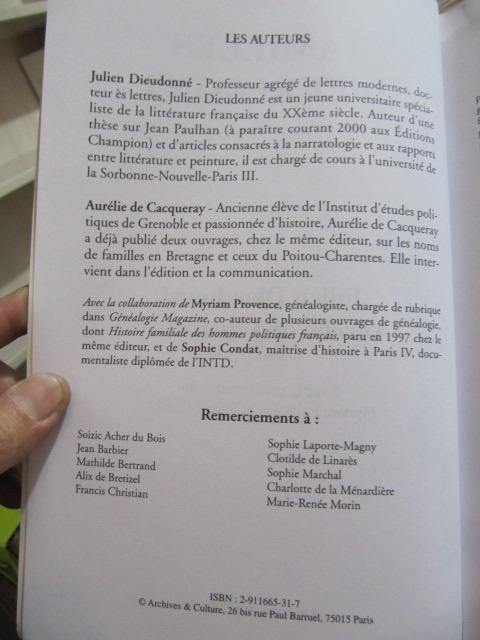 LES AUTEURS
Julien Dieudonné - Professeur agrégé de lettres modernes, doc-
teur ès lettres, Julien Dieudonné est un jeune universitaire spécia-
liste de la littérature française du XXème siècle. Auteur d'une
thèse sur Jean Paulhan (à paraître courant 2000 aux Éditions
Champion) et d'articles consacrés à la narratologie et aux rapports
entre littérature et peinture, il est chargé de cours à l'université de
la Sorbonne-Nouvelle-Paris III.
Aurélie de Cacqueray - Ancienne élève de l'Institut d'études poli-
tiques de Grenoble et passionnée d'histoire, Aurélie de Cacqueray
a déjà publié deux ouvrages, chez le même éditeur, sur les noms
de familles en Bretagne et ceux du Poitou-Charentes. Elle inter-
vient dans l'édition et la communication.
Avec la collaboration de Myriam Provence, généalogiste, chargée de rubrique
dans Généalogie Magazine, co-auteur de plusieurs ouvrages de généalogie,
dont Histoire familiale des hommes politiques français, paru en 1997 chez le
même éditeur, et de Sophie Condat, maîtrise d'histoire à Paris IV, docu-
mentaliste diplômée de l'INTD.
Remerciements à :
Soizic Acher du Bois
Jean Barbier
Mathilde Bertrand
Alix de Bretizel
Francis Christian
Sophie Laporte-Magny
Clotilde de Linarès
Sophie Marchal
Charlotte de la Ménardière
Marie-Renée Morin
ISBN : 2-911665-31-7
© Archives & Culture, 26 bis rue Paul Barruel, 75015 Paris